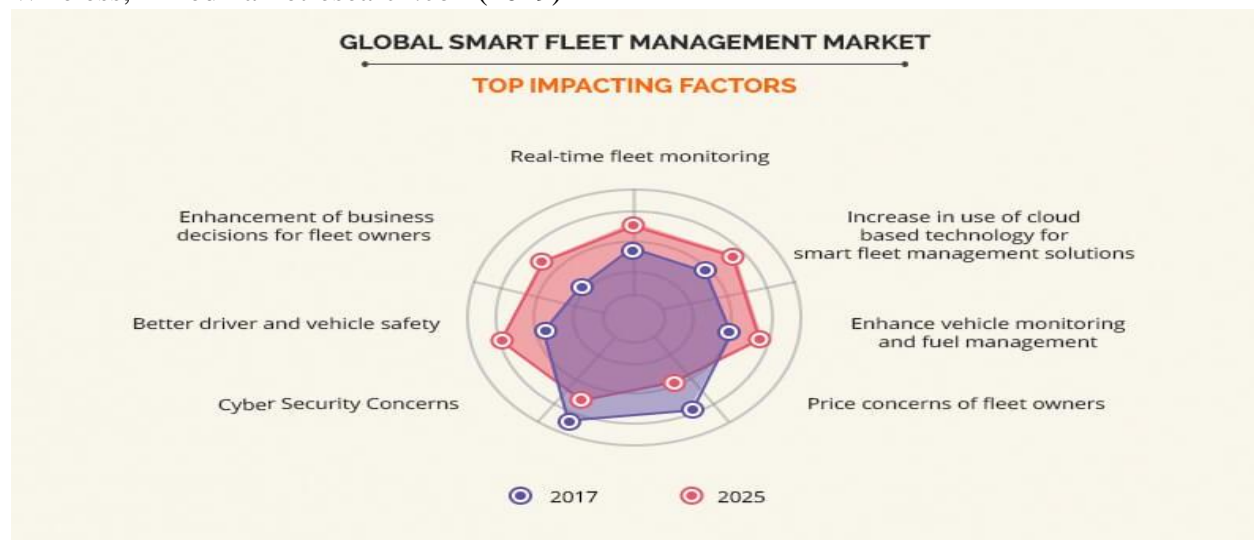 GLOBAL SMART FLEET MANAGEMENT MARKET
TOP IMPACTING FACTORS
Real-time fleet monitoring
Enhancement of business
decisions for fleet owners
Increase in use of cloud
based technology for
smart fleet management solutions
Better driver and vehicle safety
Enhance vehicle monitoring
and fuel management
Cyber Security Concerns
Price concerns of fleet owners
2017
2025